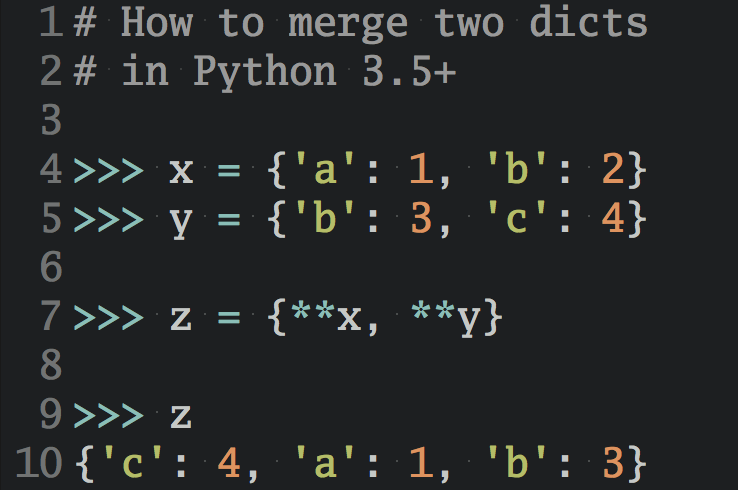 1 # How to merge two dicts
2 # in Python 3.5+
3
4 >>> x = {'a': 1, 'b': 2}
5 >>> y = {'b': 3, 'c': 4}
6
7 >>> z = {**x, **y}
8
9 >>> z
10 {'c': 4, 'a': 1, 'b': 3}